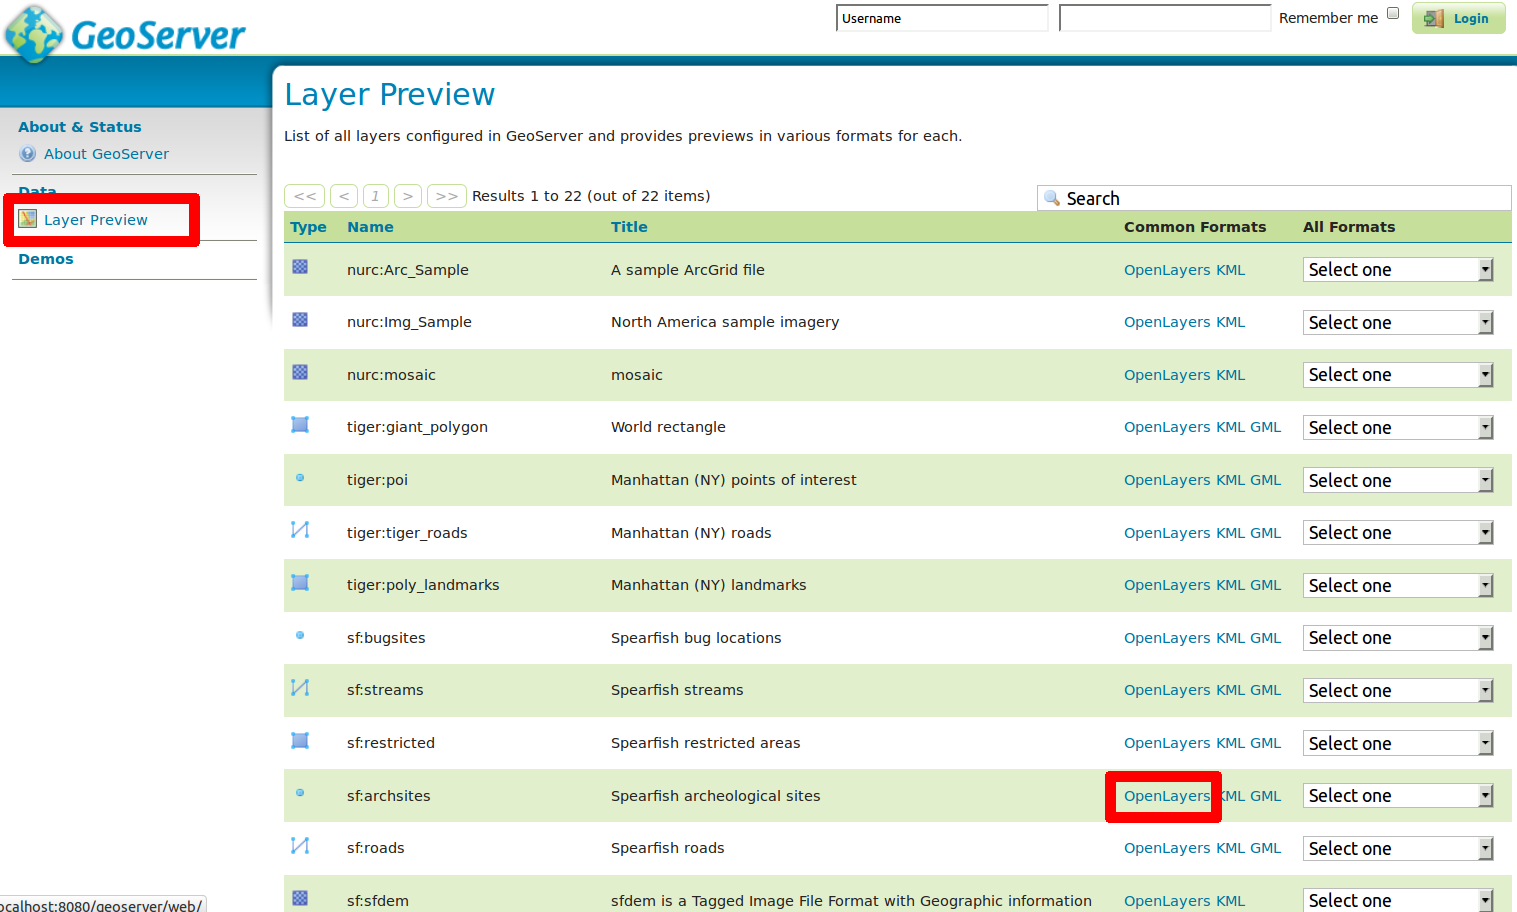 GeoServer
Username
Remember me
Login
About & Status
About GeoServer
Data
Layer Preview
Demos
Layer Preview
List of all layers configured in GeoServer and provides previews in various formats for each.
<< < 1 > >> Results 1 to 22 (out of 22 items) Search
Type Name Title Common Formats All Formats
nurc:Arc_Sample A sample ArcGrid file OpenLayers KML Select one
nurc:Img_Sample North America sample imagery OpenLayers KML Select one
nurc:mosaic mosaic OpenLayers KML Select one
tiger:giant_polygon World rectangle OpenLayers KML GML Select one
tiger:poi Manhattan (NY) points of interest OpenLayers KML GML Select one
tiger:tiger_roads Manhattan (NY) roads OpenLayers KML GML Select one
tiger:poly_landmarks Manhattan (NY) landmarks OpenLayers KML GML Select one
sf:bugsites Spearfish bug locations OpenLayers KML GML Select one
sf:streams Spearfish streams OpenLayers KML GML Select one
sf:restricted Spearfish restricted areas OpenLayers KML GML Select one
sf:archsites Spearfish archeological sites OpenLayers KML GML Select one
sf:roads Spearfish roads OpenLayers KML GML Select one
sf:sfdem sfdem is a Tagged Image File Format with Geographic information OpenLayers KML Select one
ocalhost:8080/geoserver/web/